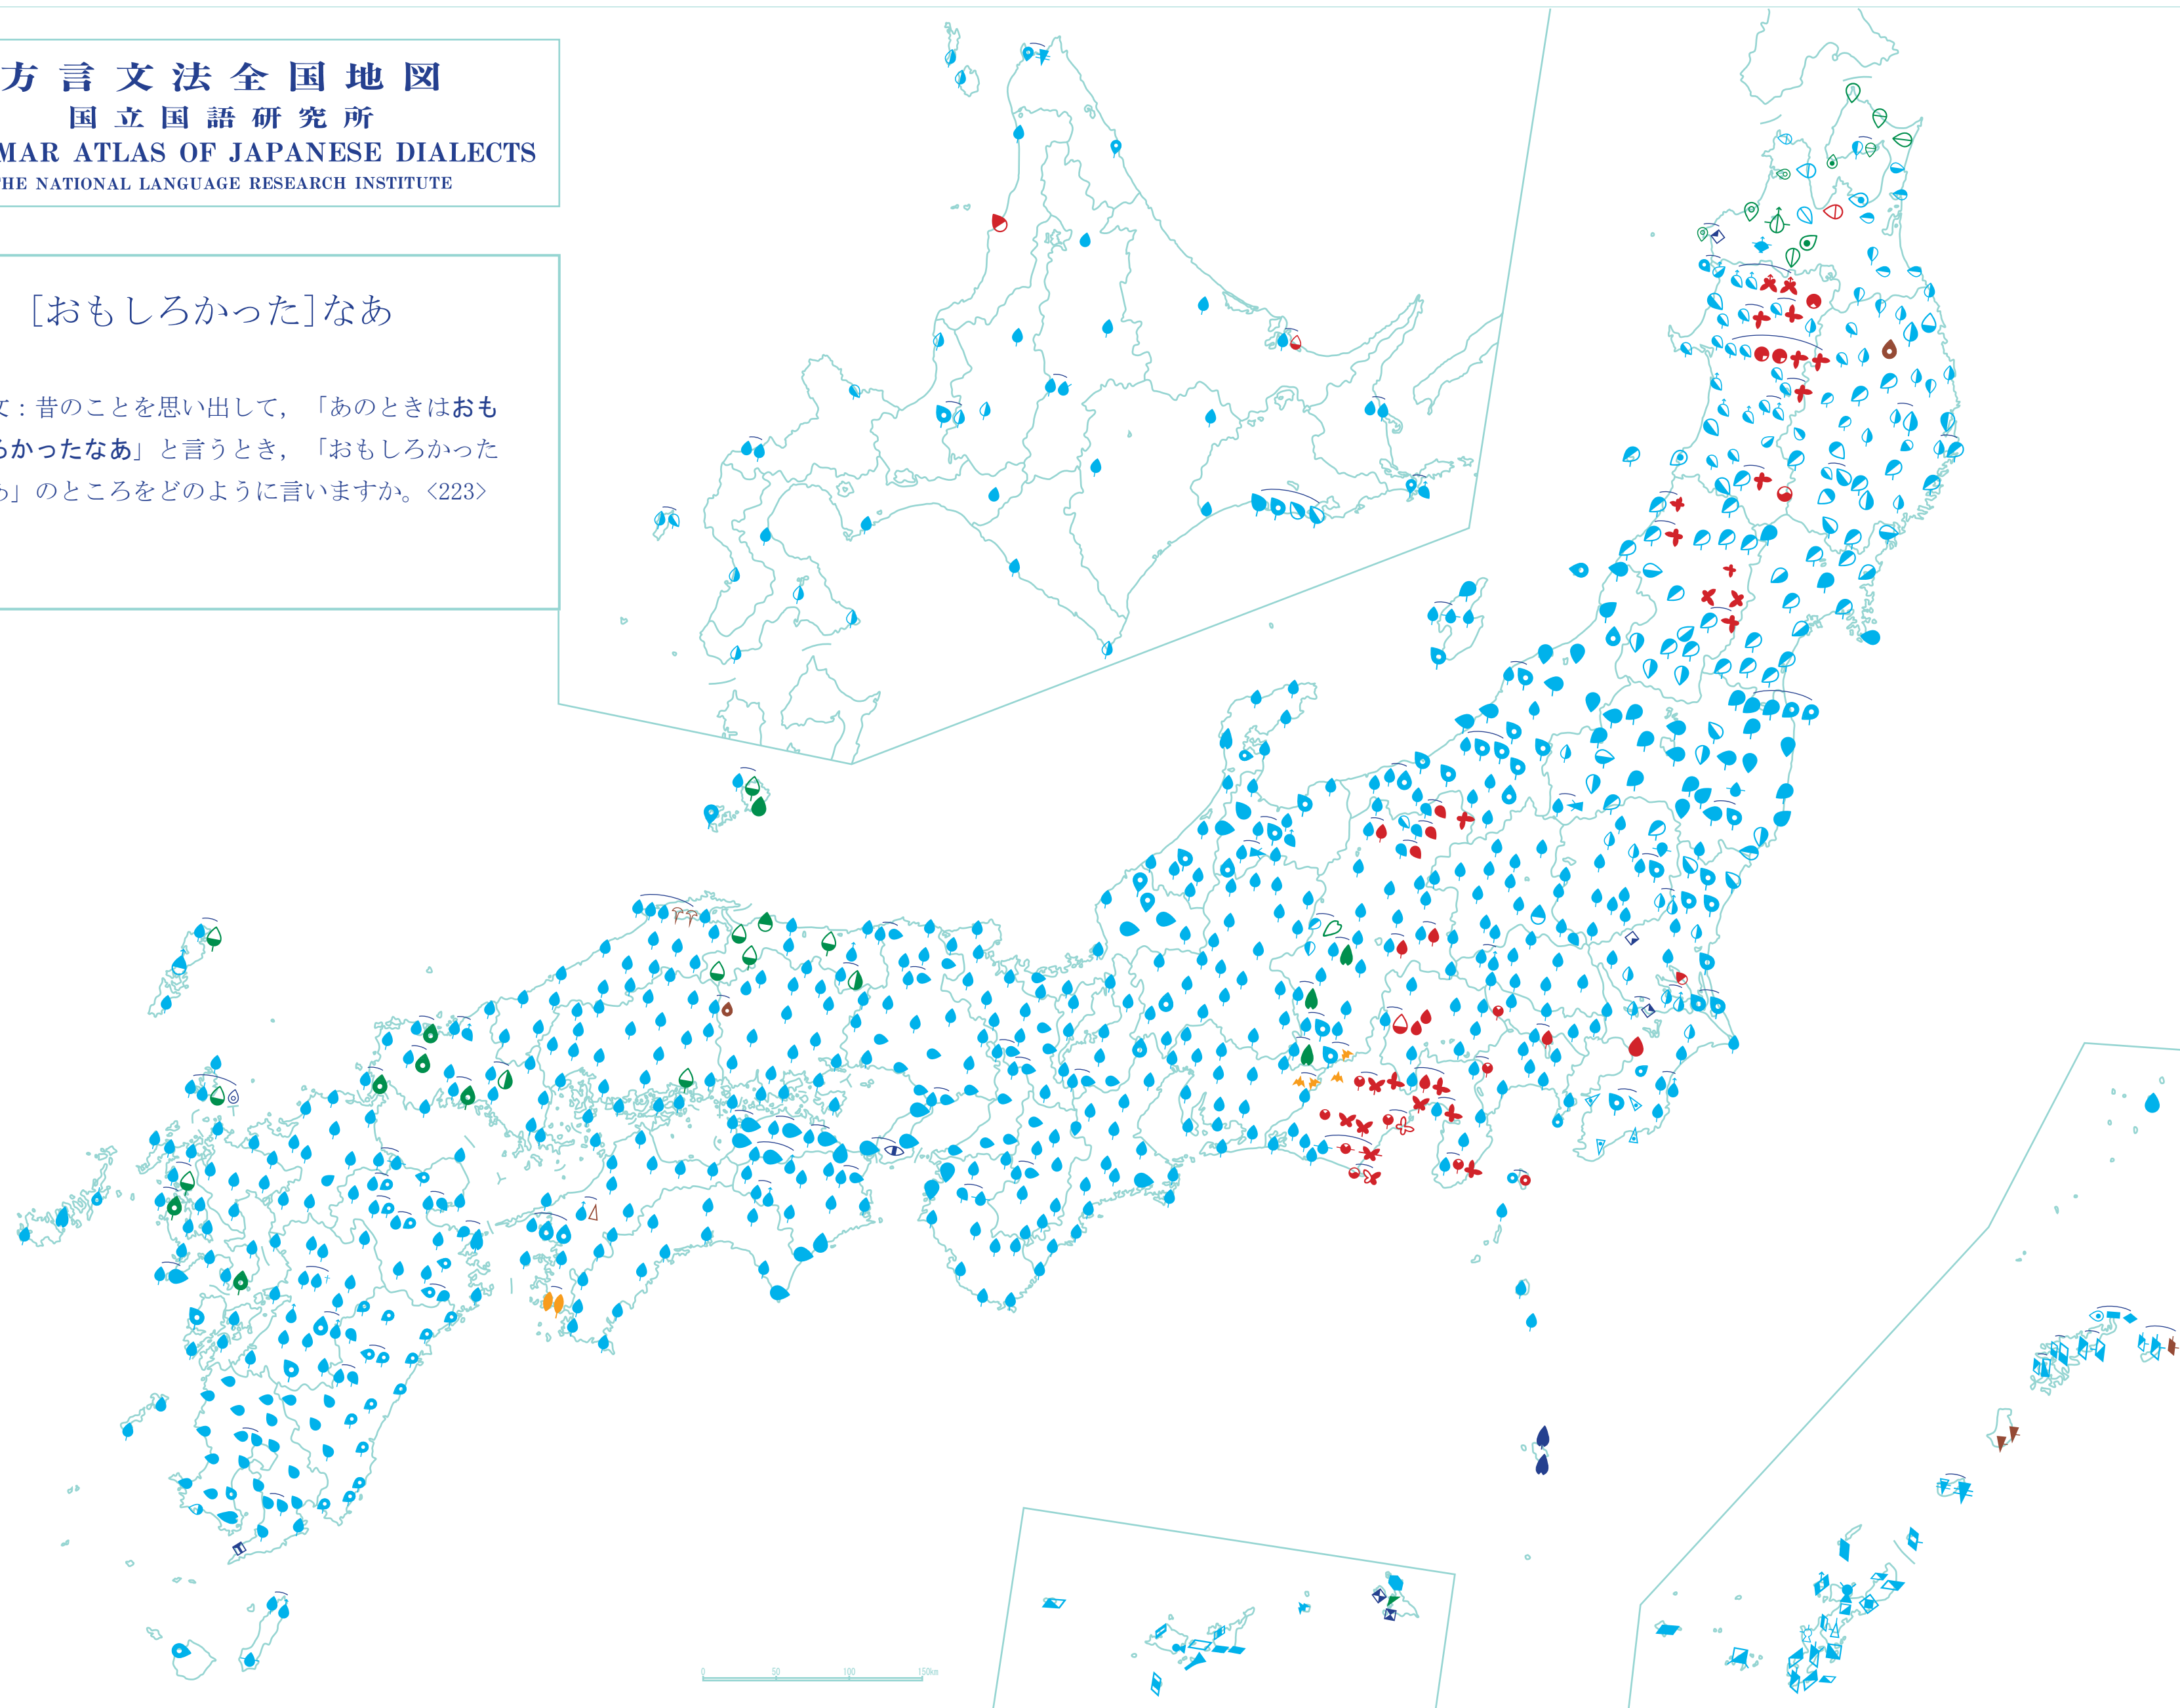 方言文法全国地図
国立国語研究所
MAR ATLAS OF JAPANESE DIALECTS
HE NATIONAL LANGUAGE RESEARCH INSTITUTE
[おもしろかった]なあ
文：昔のことを思い出して，「あのときはおも
ろかったなあ」と言うとき，「おもしろかった
あ」のところをどのように言いますか。〈223〉
0 50 100 150km